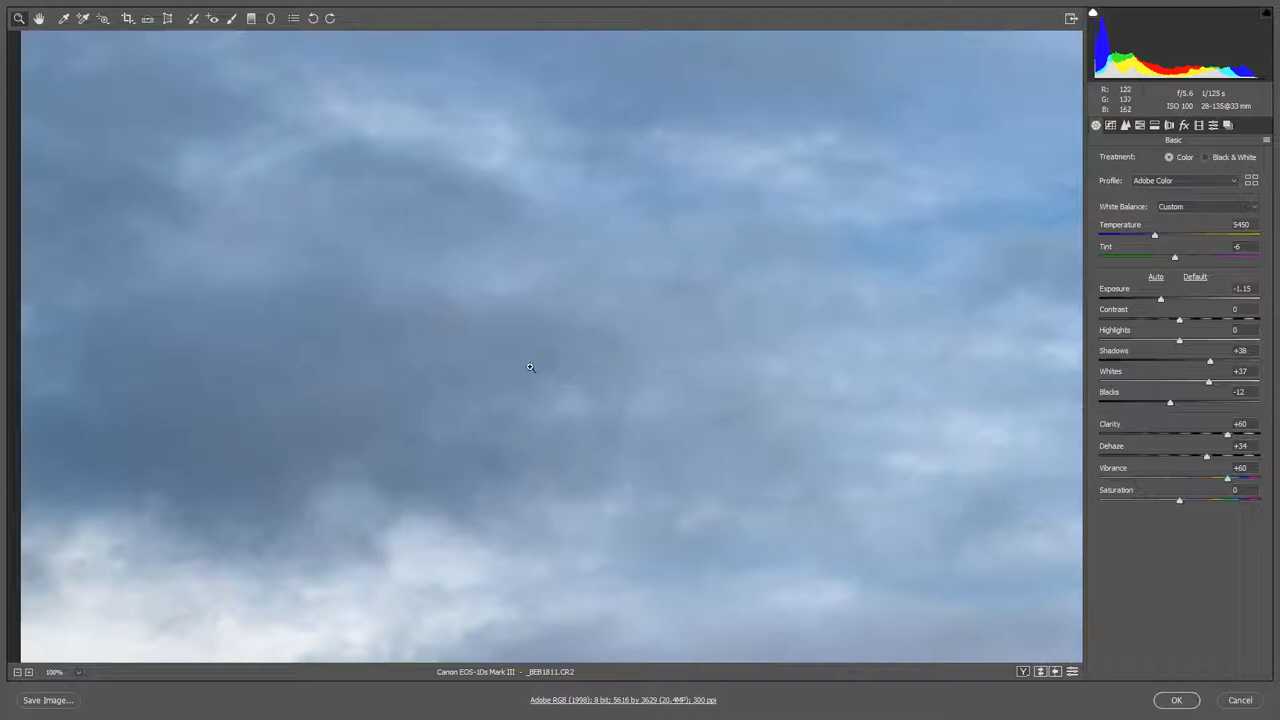 R: 122
G: 137
B: 162
f/5.6 1/125 s
ISO 100 28-135@33 mm
Basic
Treatment: Color Black & White
Profile: Adobe Color
White Balance: Custom
Temperature 5450
Tint -6
Auto Default
Exposure -1.15
Contrast 0
Highlights 0
Shadows +38
Whites +37
Blacks -12
Clarity +60
Dehaze +34
Vibrance +60
Saturation 0
100% Canon EOS-1Ds Mark III - _BEB1811.CR2 Y
Save Image... Adobe RGB (1998); 8 bit; 5616 by 3629 (20.4MP); 300 ppi OK Cancel